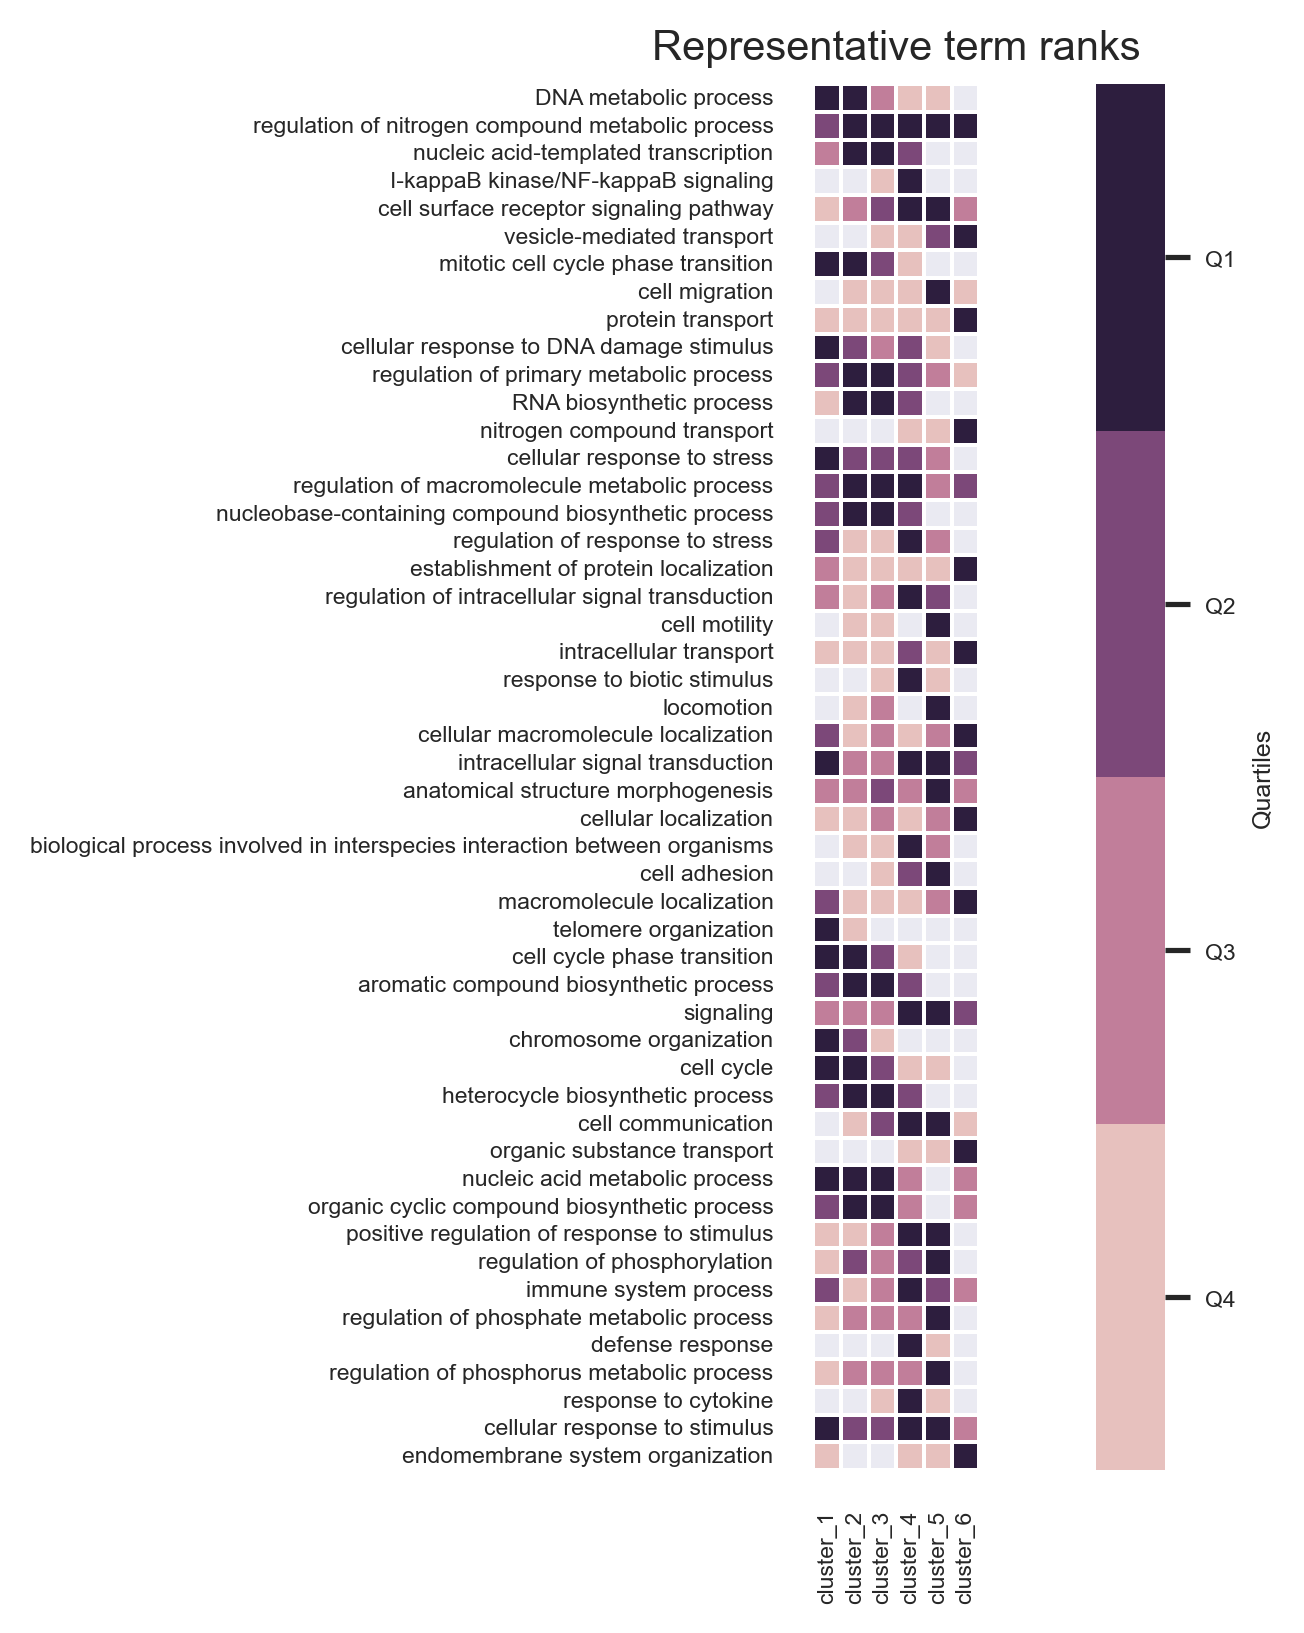 Representative term ranks
DNA metabolic process
regulation of nitrogen compound metabolic process
nucleic acid-templated transcription
I-kappaB kinase/NF-kappaB signaling
cell surface receptor signaling pathway
vesicle-mediated transport
mitotic cell cycle phase transition
cell migration
protein transport
cellular response to DNA damage stimulus
regulation of primary metabolic process
RNA biosynthetic process
nitrogen compound transport
cellular response to stress
regulation of macromolecule metabolic process
nucleobase-containing compound biosynthetic process
regulation of response to stress
establishment of protein localization
regulation of intracellular signal transduction
cell motility
intracellular transport
response to biotic stimulus
locomotion
cellular macromolecule localization
intracellular signal transduction
anatomical structure morphogenesis
cellular localization
biological process involved in interspecies interaction between organisms
cell adhesion
macromolecule localization
telomere organization
cell cycle phase transition
aromatic compound biosynthetic process
signaling
chromosome organization
cell cycle
heterocycle biosynthetic process
cell communication
organic substance transport
nucleic acid metabolic process
organic cyclic compound biosynthetic process
positive regulation of response to stimulus
regulation of phosphorylation
immune system process
regulation of phosphate metabolic process
defense response
regulation of phosphorus metabolic process
response to cytokine
cellular response to stimulus
endomembrane system organization
cluster_1
cluster_2
cluster_3
cluster_4
cluster_5
cluster_6
Q1
Q2
Q3
Q4
Quartiles